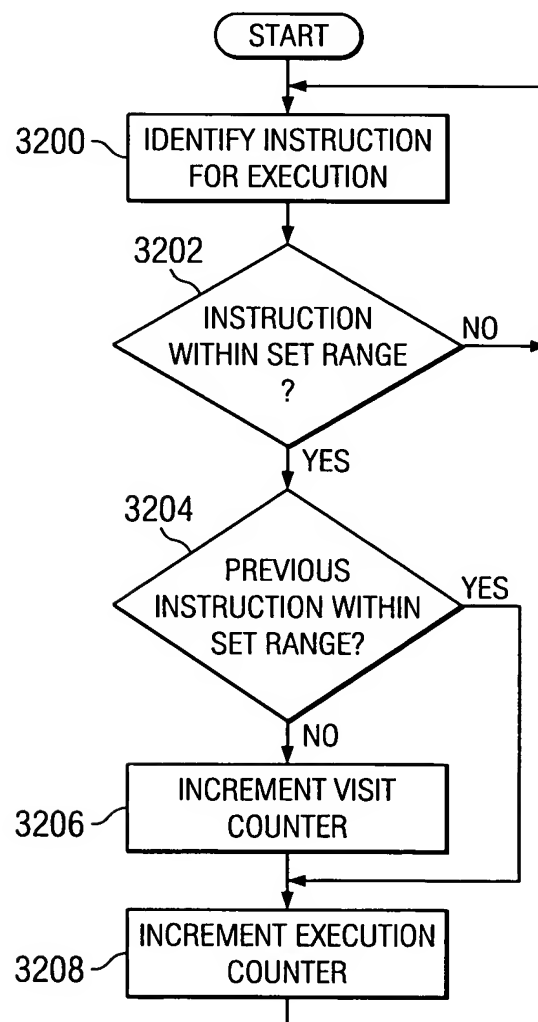 START
3200
IDENTIFY INSTRUCTION
FOR EXECUTION
3202
INSTRUCTION
WITHIN SET RANGE
?
NO
YES
3204
PREVIOUS
INSTRUCTION WITHIN
SET RANGE?
YES
NO
3206
INCREMENT VISIT
COUNTER
3208
INCREMENT EXECUTION
COUNTER